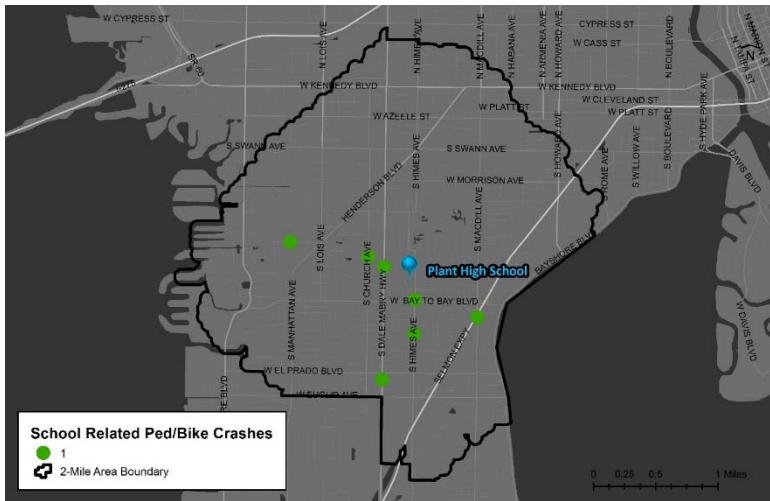 W CYPRESS ST
SR-60
N LOIS AVE
N HIMES AVE
N MACDILL AVE
N HABANA AVE
N ARMENIA AVE
N HOWARD AVE
CYPRESS ST
W CASS ST
N BOULEVARD
N
W KENNEDY BLVD
W KENNEDY BLVD
W CLEVELAND ST
W PLATT ST
W PLATT ST
W AZEELE ST
S HYDE PARK AVE
DAVIS BLVD
S SWANN AVE
S SWANN AVE
S HIMES AVE
S HOWARD AVE
S ROME AVE
S WILLOW AVE
S BOULEVARD
W MORRISON AVE
HENDERSON BLVD
S MACDILL AVE
BAYSHORE BLVD
S LOIS AVE
S CHURCH AVE
S DALE MABRY HWY
Plant High School
W BAY TO BAY BLVD
S MANHATTAN AVE
S HIMES AVE
SELMON EXPY
W DAVIS BLVD
W EL PRADO BLVD
School Related Ped/Bike Crashes
1
2-Mile Area Boundary
0 0.25 0.5 1 Miles